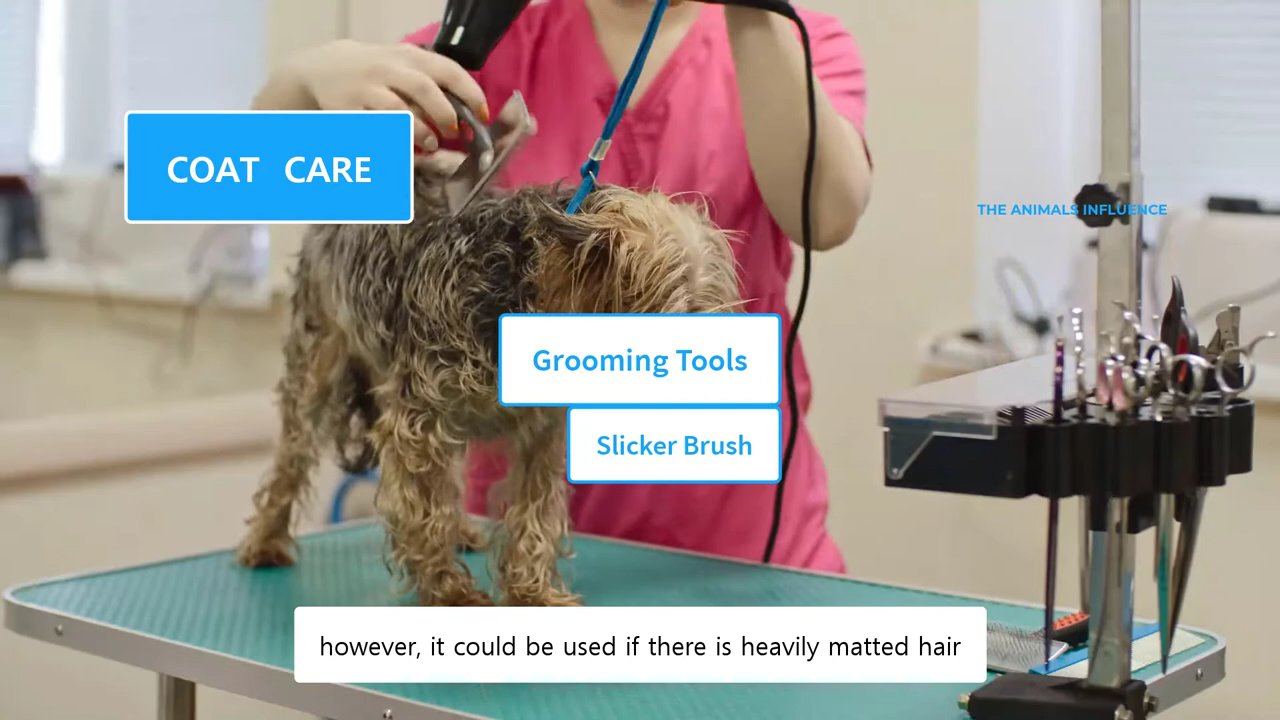 COAT CARE
THE ANIMALS INFLUENCE
Grooming Tools
Slicker Brush
however, it could be used if there is heavily matted hair